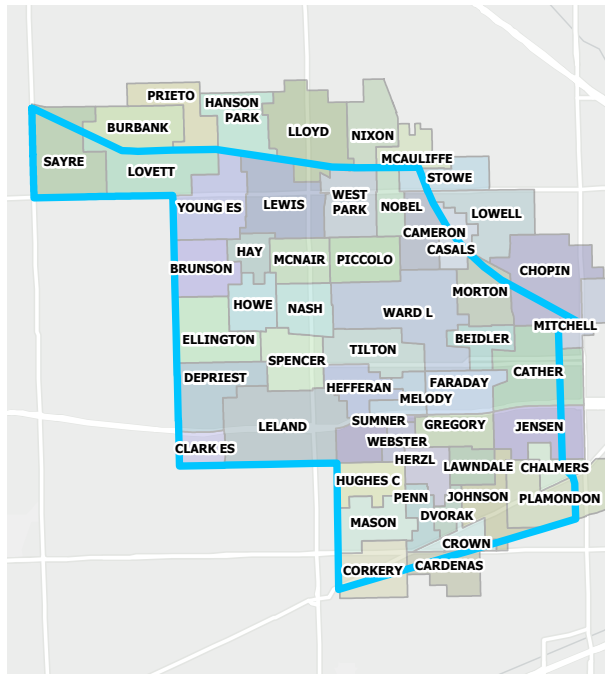 PRIETO
HANSON
PARK
BURBANK
LLOYD
NIXON
SAYRE
LOVETT
MCAULIFFE
STOWE
YOUNG ES
LEWIS
WEST
PARK
NOBEL
LOWELL
CAMERON
CASALS
HAY
MCNAIR
PICCOLO
BRUNSON
CHOPIN
MORTON
HOWE
NASH
WARD L
MITCHELL
ELLINGTON
SPENCER
TILTON
BEIDLER
CATHER
DEPRIEST
HEFFERAN
FARADAY
MELODY
LELAND
SUMNER
GREGORY
JENSEN
CLARK ES
WEBSTER
HERZL
LAWNDALE
CHALMERS
HUGHES C
PENN
JOHNSON
PLAMONDON
MASON
DVORAK
CROWN
CORKERY
CARDENAS